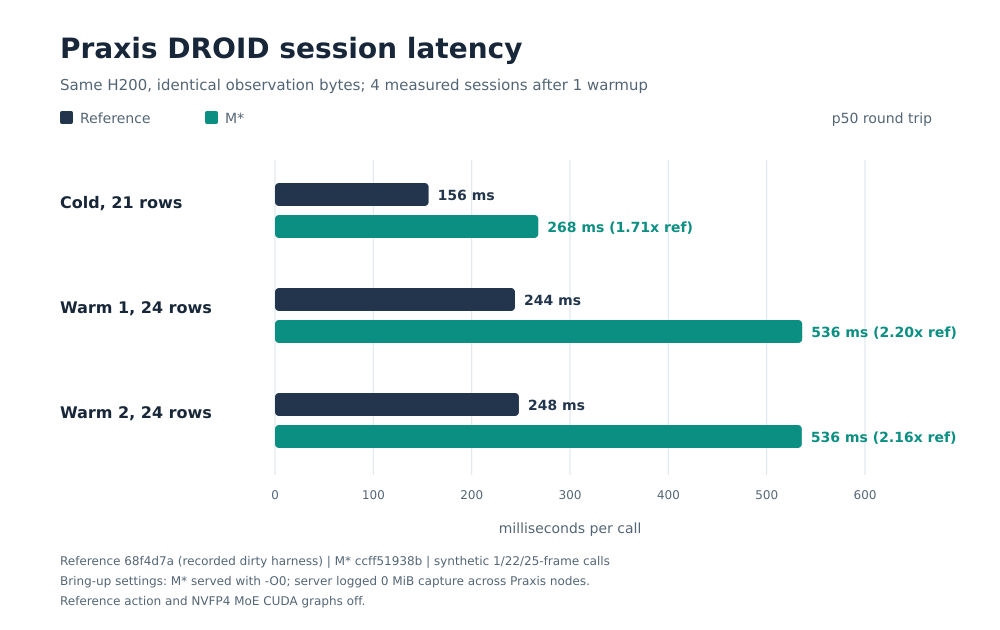 Praxis DROID session latency
Same H200, identical observation bytes; 4 measured sessions after 1 warmup
Reference M* p50 round trip
Cold, 21 rows
156 ms
268 ms (1.71x ref)
Warm 1, 24 rows
244 ms
536 ms (2.20x ref)
Warm 2, 24 rows
248 ms
536 ms (2.16x ref)
0 100 200 300 400 500 600
milliseconds per call
Reference 68f4d7a (recorded dirty harness) | M* ccff51938b | synthetic 1/22/25-frame calls
Bring-up settings: M* served with -O0; server logged 0 MiB capture across Praxis nodes.
Reference action and NVFP4 MoE CUDA graphs off.